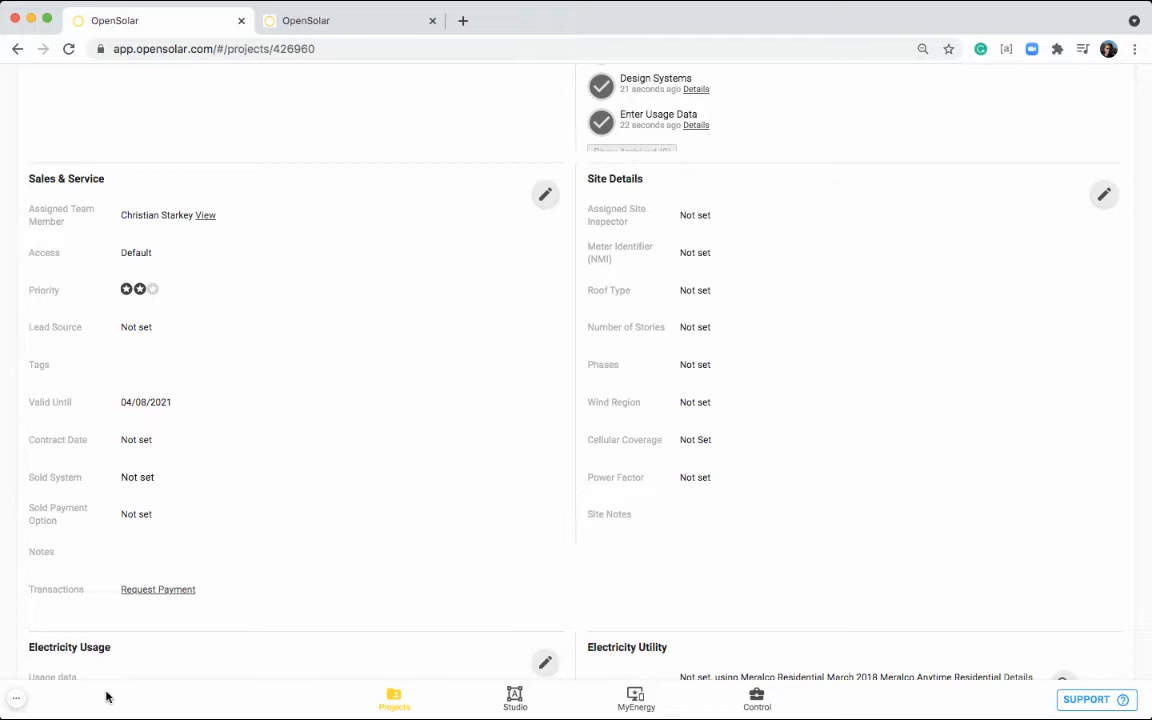 OpenSolar
OpenSolar
app.opensolar.com/#/projects/426960
Design Systems
21 seconds ago Details
Enter Usage Data
22 seconds ago Details
Show Archived (9)
Sales & Service
Assigned Team Member
Christian Starkey View
Access
Default
Priority
Lead Source
Not set
Tags
Valid Until
04/08/2021
Contract Date
Not set
Sold System
Not set
Sold Payment Option
Not set
Notes
Transactions
Request Payment
Site Details
Assigned Site Inspector
Not set
Meter Identifier (NMI)
Not set
Roof Type
Not set
Number of Stories
Not set
Phases
Not set
Wind Region
Not set
Cellular Coverage
Not Set
Power Factor
Not set
Site Notes
Electricity Usage
Usage data
Electricity Utility
Not set, using Meralco Residential March 2018 Meralco Anytime Residential Details
Projects
Studio
MyEnergy
Control
SUPPORT